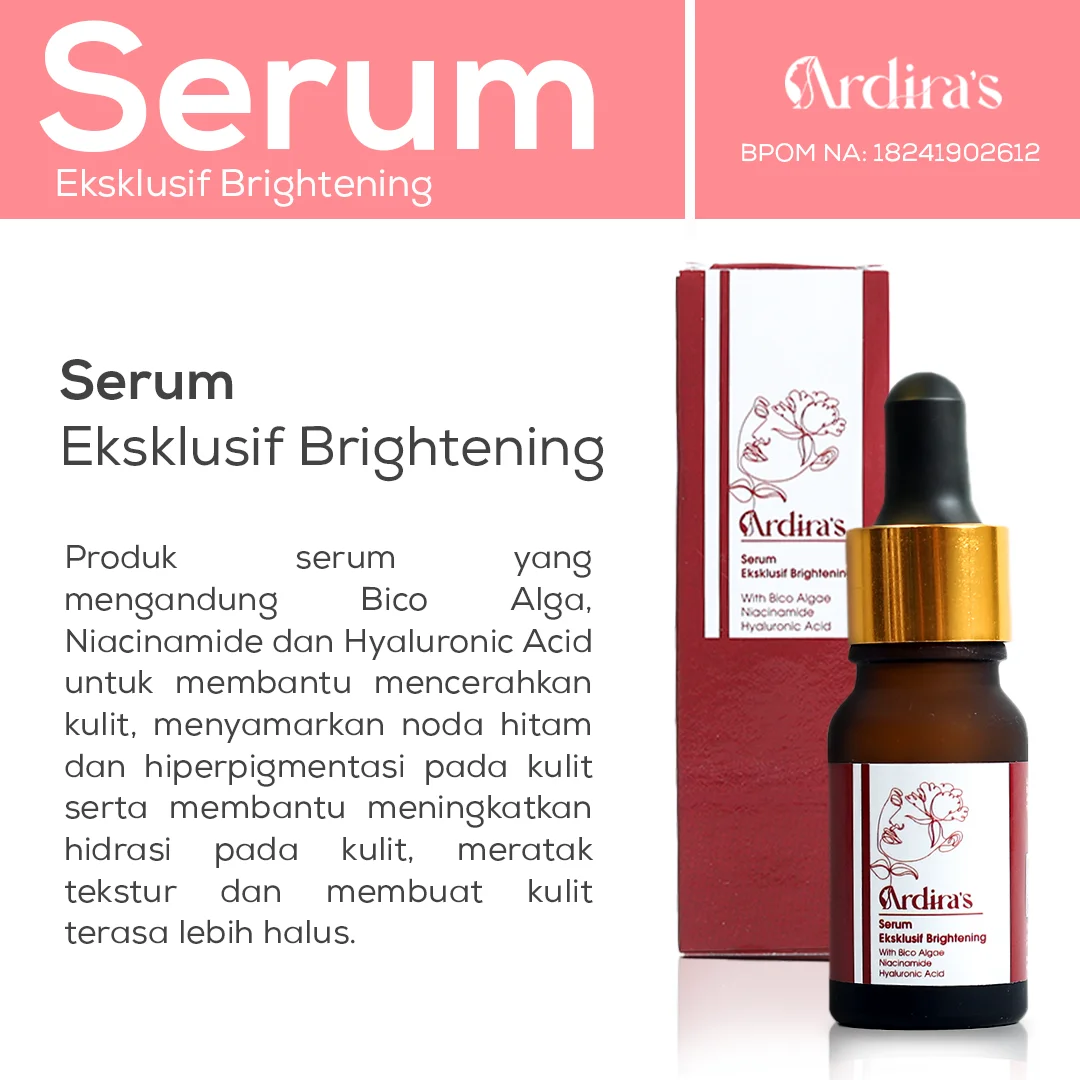 Serum
Eksklusif Brightening
Ardira's
BPOM NA: 18241902612
Serum
Eksklusif Brightening
Produk serum yang
mengandung Bico Alga,
Niacinamide dan Hyaluronic Acid
untuk membantu mencerahkan
kulit, menyamarkan noda hitam
dan hiperpigmentasi pada kulit
serta membantu meningkatkan
hidrasi pada kulit, meratak
tekstur dan membuat kulit
terasa lebih halus.
Ardira's
Serum
Eksklusif Brightenin
With Bico Algae
Niacinamide
Hyaluronic Acid
Ardira's
Serum
Eksklusif Brightening
With Bico Algae
Niacinamide
Hyaluronic Acid